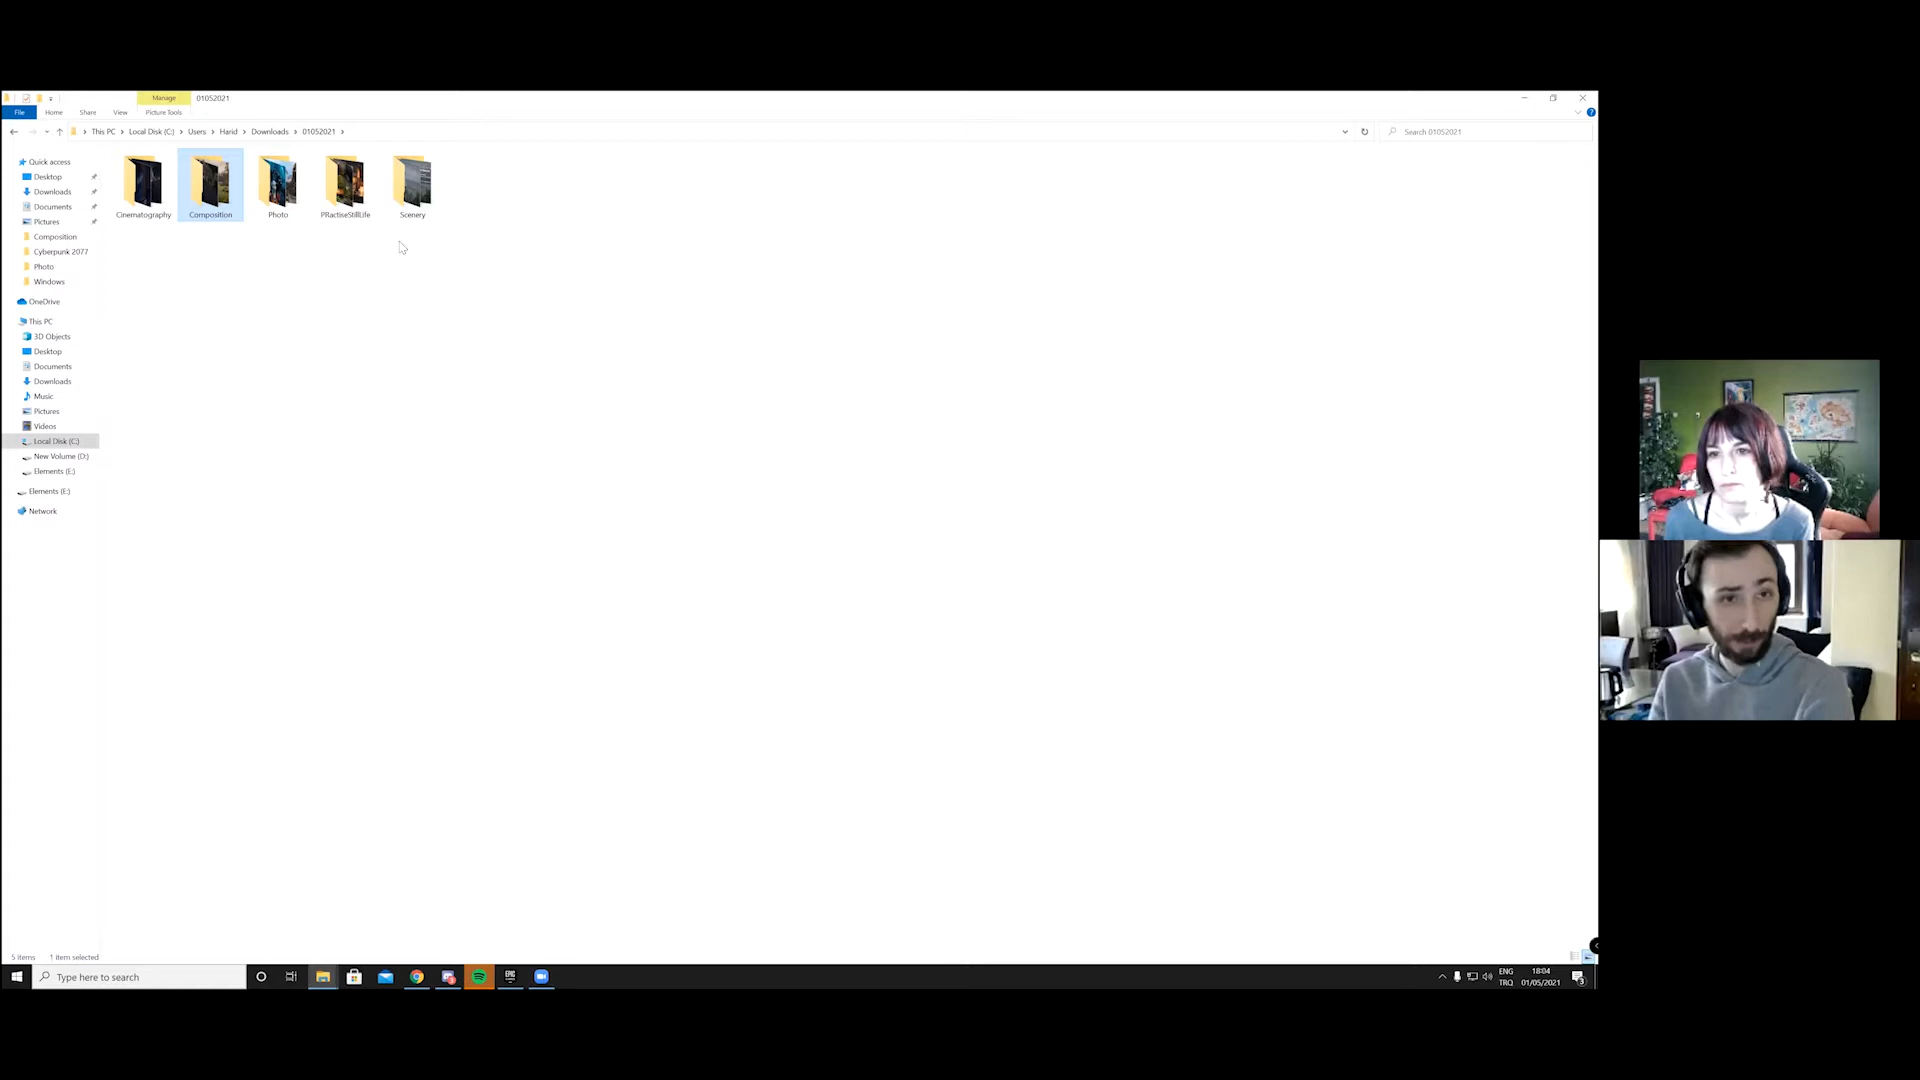 Manage
01052021
File
Home
Share
View
Picture Tools
This PC
Local Disk (C:)
Users
Harid
Downloads
01052021
Search 01052021
Quick access
Desktop
Downloads
Documents
Pictures
Composition
Cyberpunk 2077
Photo
Windows
OneDrive
This PC
3D Objects
Desktop
Documents
Downloads
Music
Pictures
Videos
Local Disk (C:)
New Volume (D:)
Elements (E:)
Elements (E:)
Network
Cinematography
Composition
Photo
PRactiseStillLife
Scenery
5 items
1 item selected
Type here to search
EPIC
ENG
TRQ
18:04
01/05/2021
3